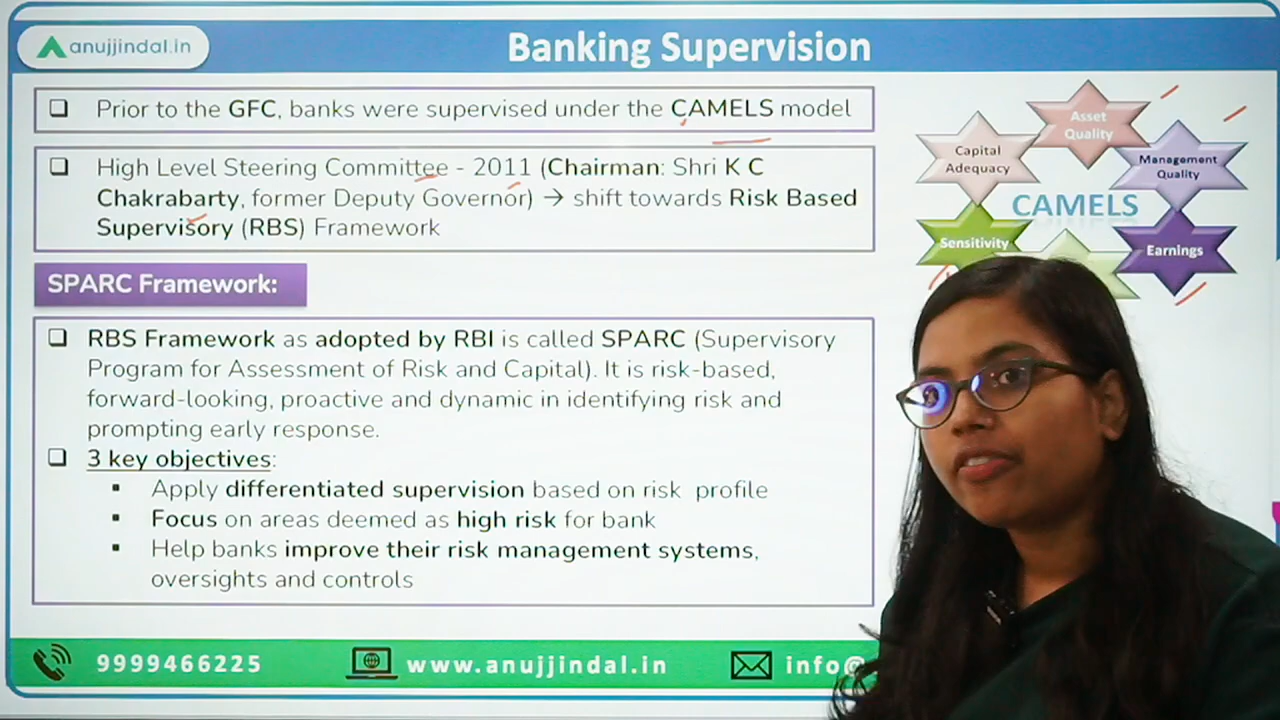 anujjindal.in
Banking Supervision
Prior to the GFC, banks were supervised under the CAMELS model
High Level Steering Committee - 2011 (Chairman: Shri K C
Chakrabarty, former Deputy Governor) → shift towards Risk Based
Supervisory (RBS) Framework
SPARC Framework:
RBS Framework as adopted by RBI is called SPARC (Supervisory
Program for Assessment of Risk and Capital). It is risk-based,
forward-looking, proactive and dynamic in identifying risk and
prompting early response.
3 key objectives:
Apply differentiated supervision based on risk profile
Focus on areas deemed as high risk for bank
Help banks improve their risk management systems,
oversights and controls
Asset
Quality
Capital
Adequacy
Management
Quality
CAMELS
Sensitivity
Earnings
9999466225
www.anujjindal.in
info@